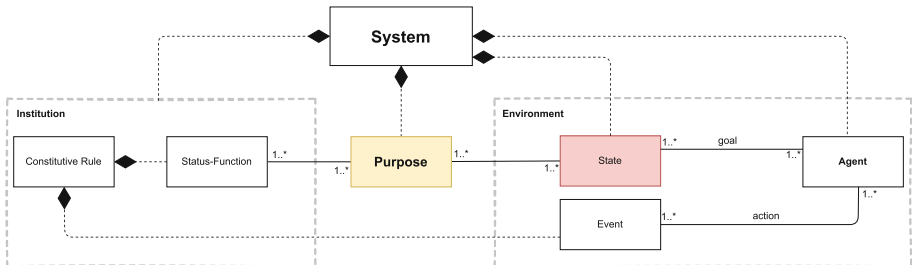 System
Institution
Environment
Constitutive Rule
Status-Function
1..*
1..*
Purpose
1..*
1..*
State
1..*
goal
1..*
Agent
1..*
Event
1..*
action